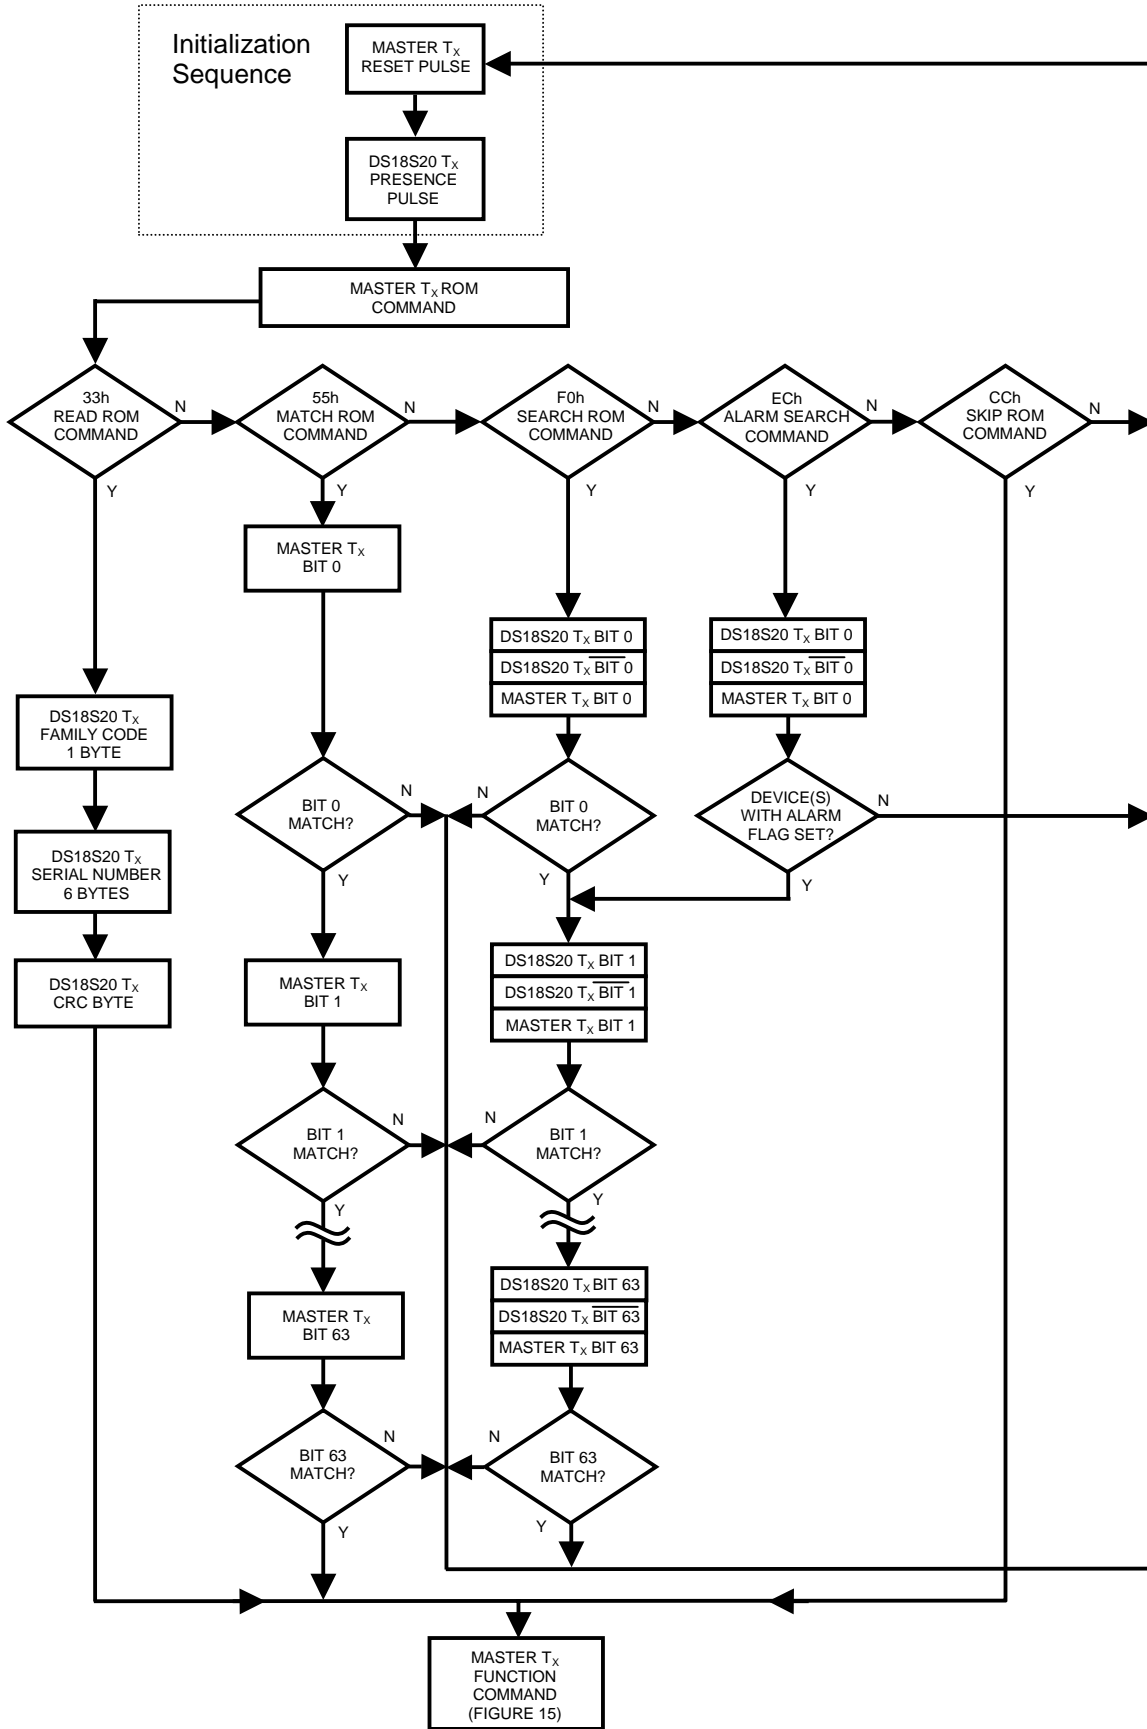 Initialization
Sequence
MASTER TX
RESET PULSE
DS18S20 TX
PRESENCE
PULSE
MASTER TX ROM
COMMAND
33h
READ ROM
COMMAND
N
Y
55h
MATCH ROM
COMMAND
N
Y
F0h
SEARCH ROM
COMMAND
N
Y
ECh
ALARM SEARCH
COMMAND
N
Y
CCh
SKIP ROM
COMMAND
N
Y
MASTER TX
BIT 0
DS18S20 TX BIT 0
DS18S20 TX BIT 0
MASTER TX BIT 0
DS18S20 TX BIT 0
DS18S20 TX BIT 0
MASTER TX BIT 0
DS18S20 TX
FAMILY CODE
1 BYTE
DS18S20 TX
SERIAL NUMBER
6 BYTES
DS18S20 TX
CRC BYTE
BIT 0
MATCH?
N
Y
BIT 0
MATCH?
N
Y
DEVICE(S)
WITH ALARM
FLAG SET?
N
Y
MASTER TX
BIT 1
DS18S20 TX BIT 1
DS18S20 TX BIT 1
MASTER TX BIT 1
BIT 1
MATCH?
N
Y
BIT 1
MATCH?
N
Y
MASTER TX
BIT 63
DS18S20 TX BIT 63
DS18S20 TX BIT 63
MASTER TX BIT 63
BIT 63
MATCH?
N
Y
BIT 63
MATCH?
N
Y
MASTER TX
FUNCTION
COMMAND
(FIGURE 15)